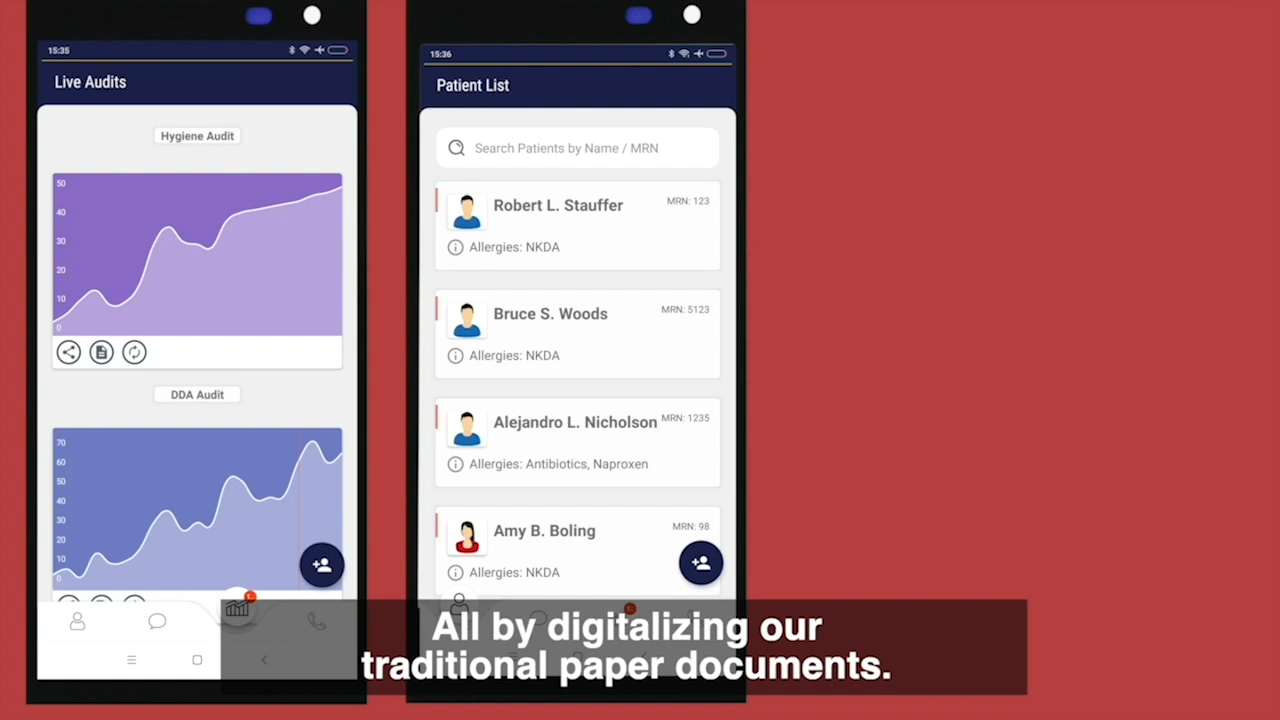 15:35
Live Audits
Hygiene Audit
50
40
30
20
10
0
DDA Audit
70
60
50
40
30
20
10
0
15:36
Patient List
Search Patients by Name / MRN
Robert L. Stauffer
MRN: 123
Allergies: NKDA
Bruce S. Woods
MRN: 5123
Allergies: NKDA
Alejandro L. Nicholson
MRN: 1235
Allergies: Antibiotics, Naproxen
Amy B. Boling
MRN: 98
Allergies: NKDA
All by digitalizing our
traditional paper documents.